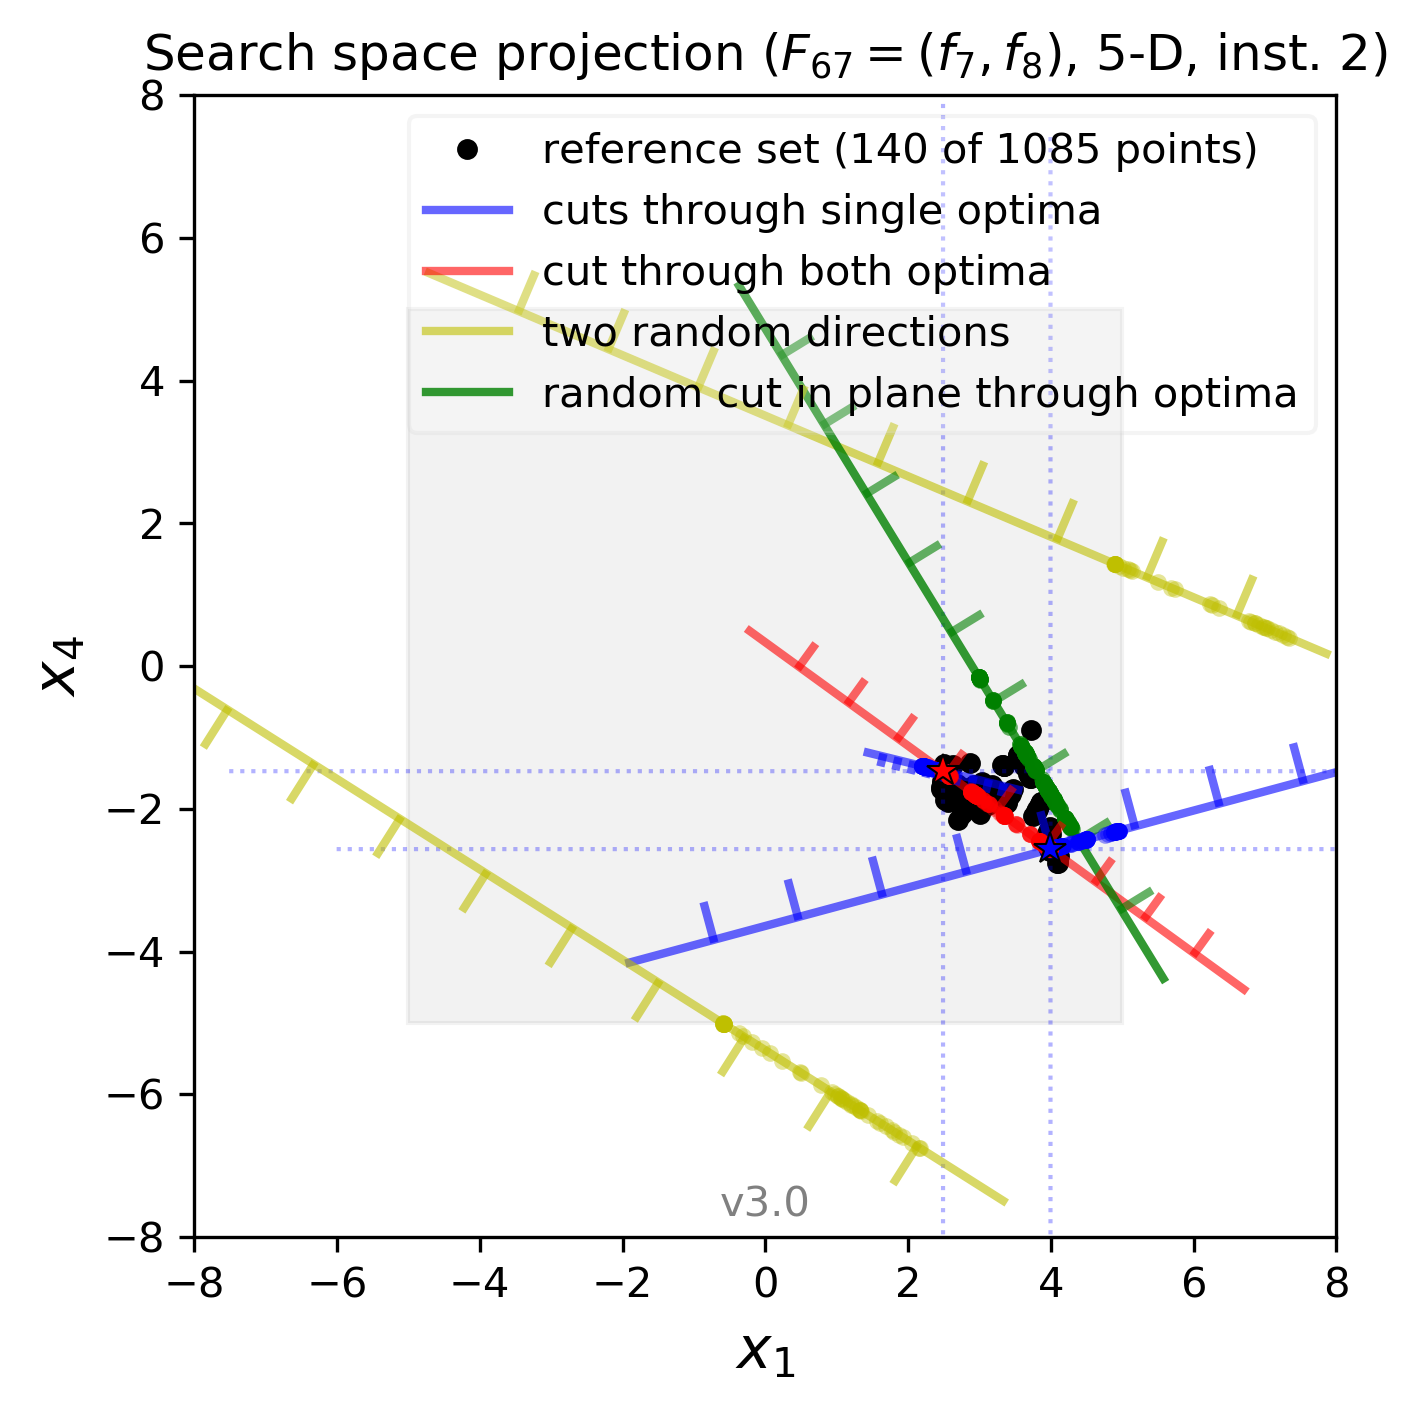 Search space projection (F₆₇ = (f₇, f₈), 5-D, inst. 2)
8
reference set (140 of 1085 points)
cuts through single optima
6
cut through both optima
two random directions
4
random cut in plane through optima
2
x₄
0
−2
−4
−6
v3.0
−8
−8 −6 −4 −2 0 2 4 6 8
x₁